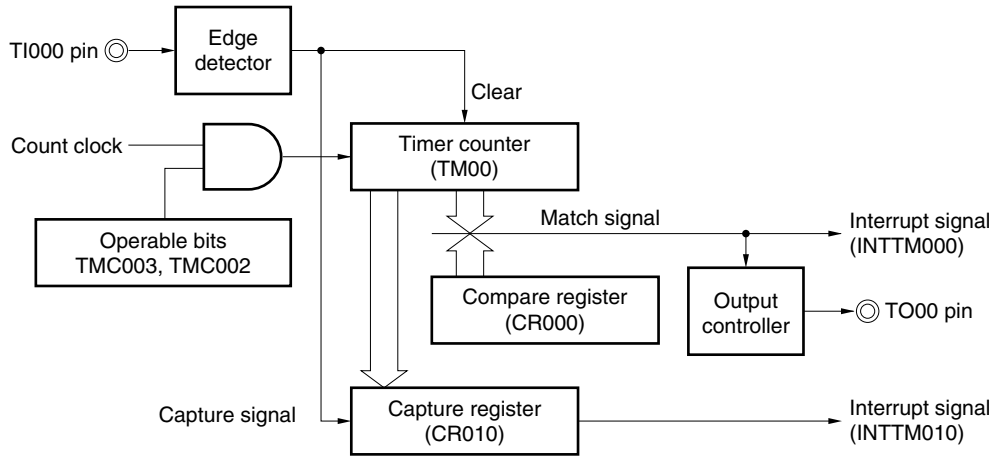 TI000 pin
Edge
detector
Clear
Count clock
Timer counter
(TM00)
Operable bits
TMC003, TMC002
Match signal
Interrupt signal
(INTTM000)
Compare register
(CR000)
Output
controller
TO00 pin
Capture signal
Capture register
(CR010)
Interrupt signal
(INTTM010)